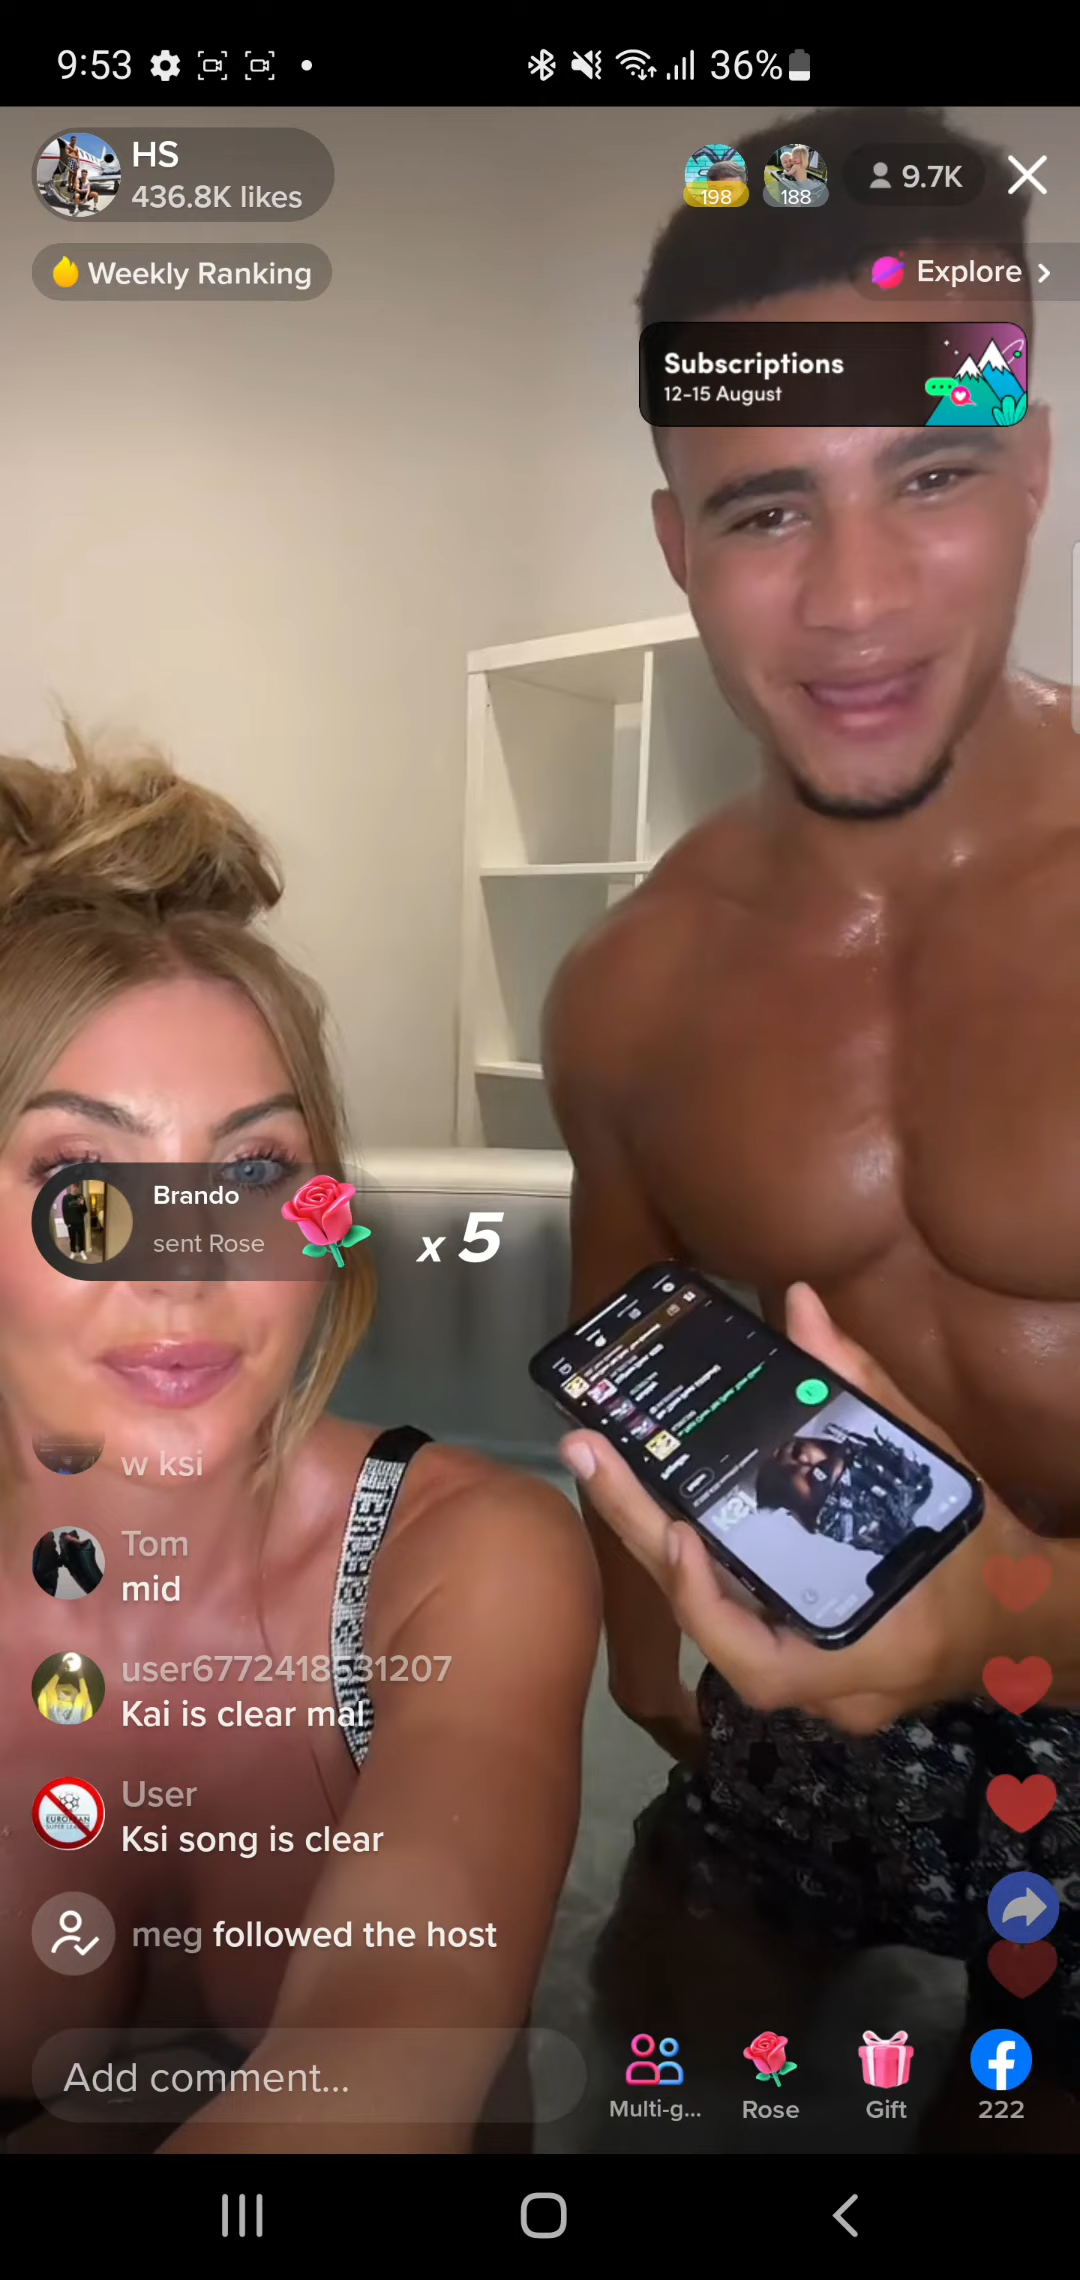 9:53
36%
HS
436.8K likes
198
188
9.7K
Weekly Ranking
Explore
Subscriptions
12-15 August
Brando
sent Rose
x 5
KSI
w ksi
Tom
mid
user6772418531207
Kai is clear mal
User
Ksi song is clear
meg followed the host
Add comment...
Multi-g...
Rose
Gift
222